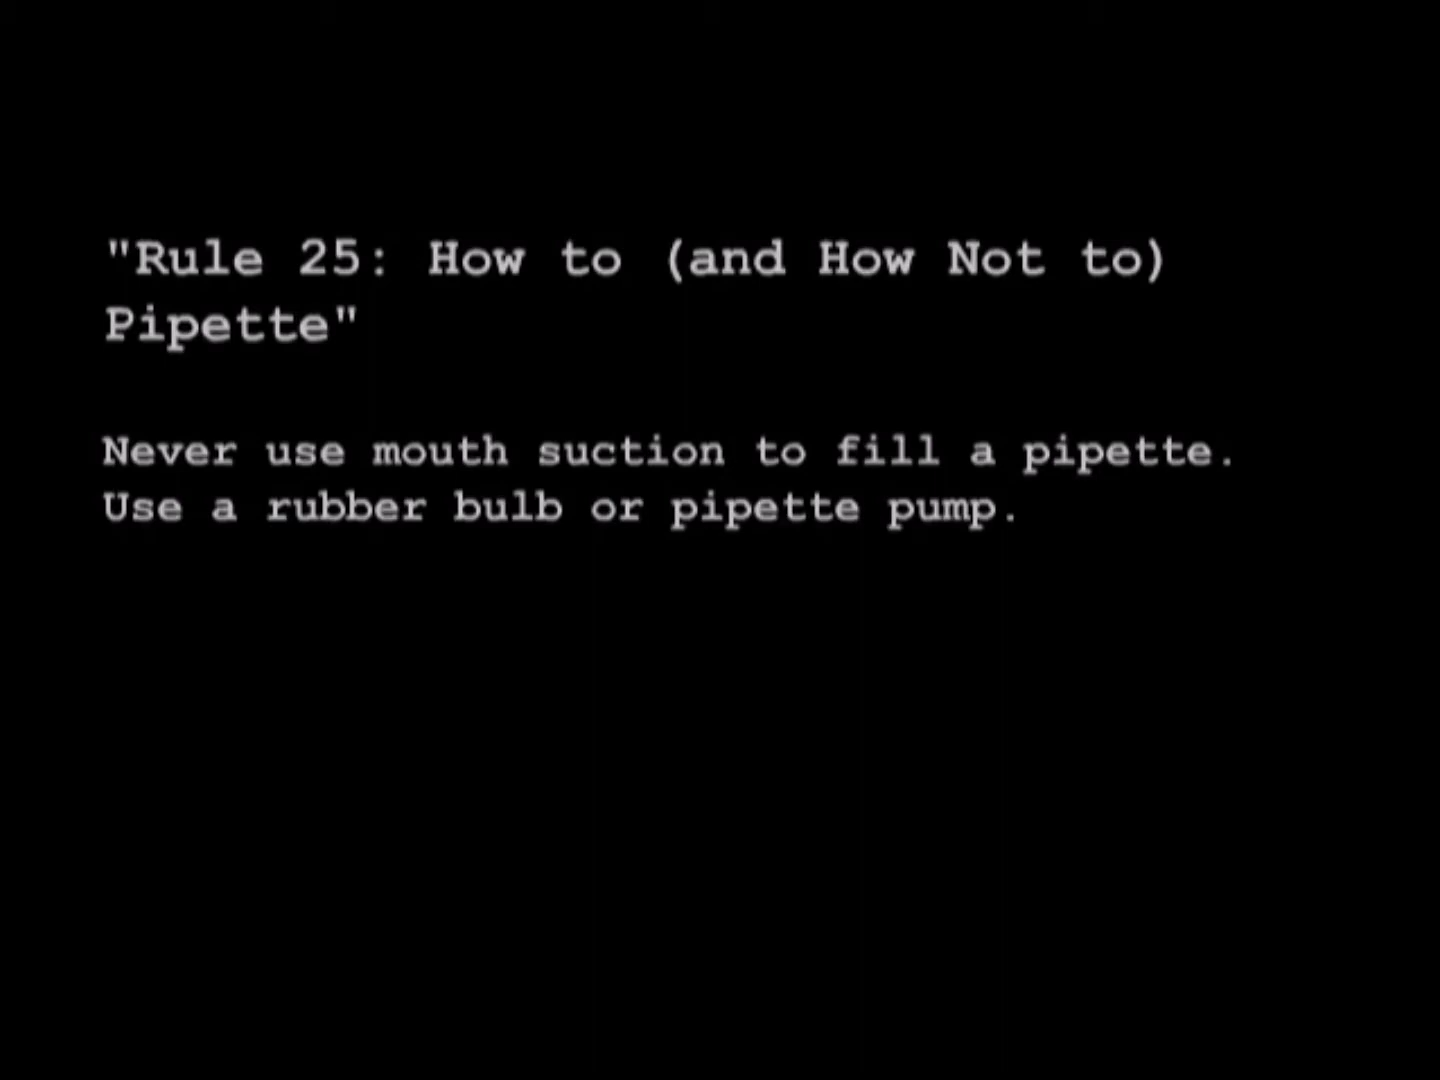 "Rule 25: How to (and How Not to)
Pipette"
Never use mouth suction to fill a pipette.
Use a rubber bulb or pipette pump.